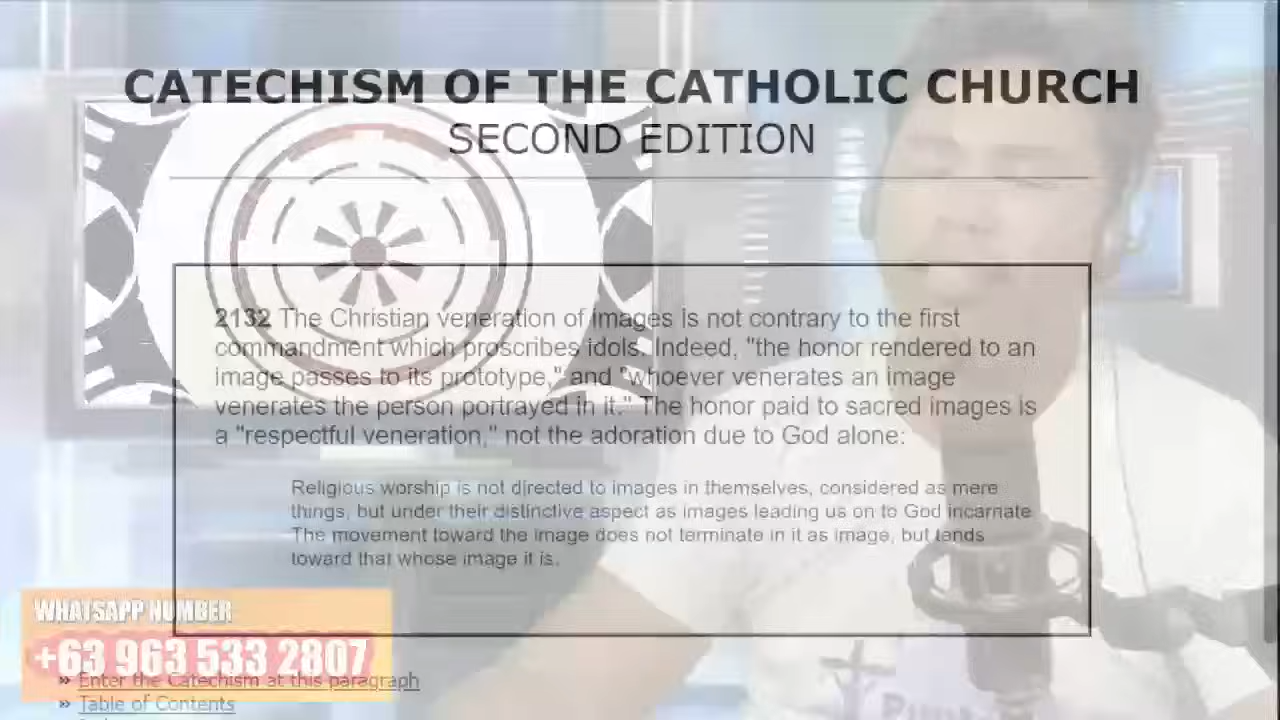 CATECHISM OF THE CATHOLIC CHURCH
SECOND EDITION
2132 The Christian veneration of images is not contrary to the first
commandment which proscribes idols. Indeed, "the honor rendered to an
image passes to its prototype," and "whoever venerates an image
venerates the person portrayed in it." The honor paid to sacred images is
a "respectful veneration," not the adoration due to God alone:
Religious worship is not directed to images in themselves, considered as mere
things, but under their distinctive aspect as images leading us on to God incarnate
The movement toward the image does not terminate in it as image, but tends
toward that whose image it is.
WHATSAPP NUMBER
+63 963 533 2807
» Enter the Catechism at this paragraph
» Table of Contents